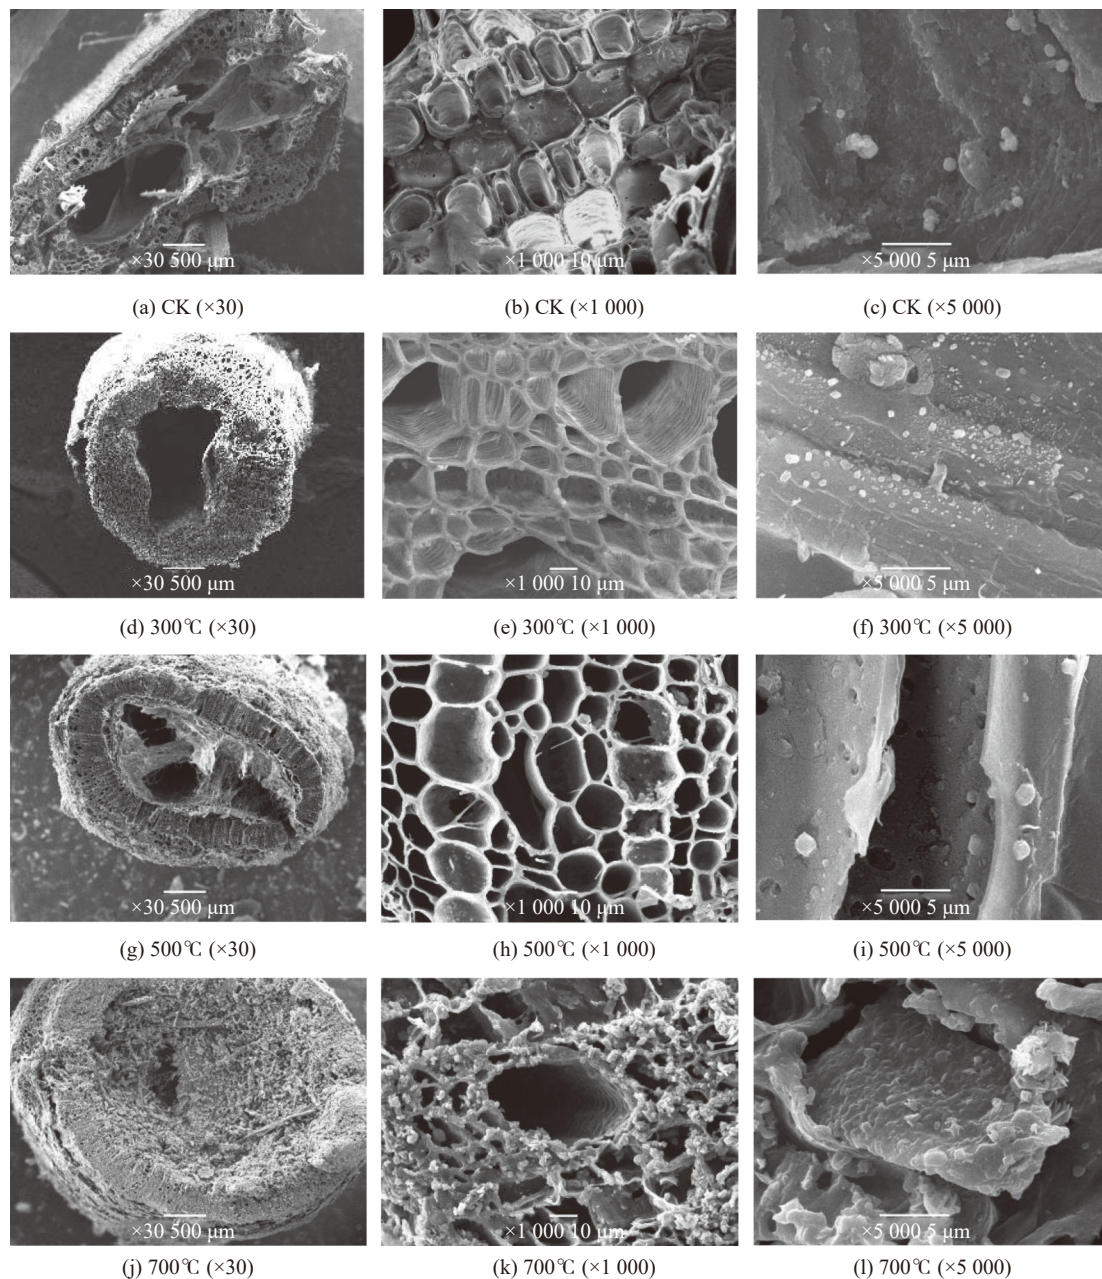 ×30 500 μm
×1 000 10 μm
×5 000 5 μm
(a) CK (×30)
(b) CK (×1 000)
(c) CK (×5 000)
×30 500 μm
×1 000 10 μm
×5 000 5 μm
(d) 300℃ (×30)
(e) 300℃ (×1 000)
(f) 300℃ (×5 000)
×30 500 μm
×1 000 10 μm
×5 000 5 μm
(g) 500℃ (×30)
(h) 500℃ (×1 000)
(i) 500℃ (×5 000)
×30 500 μm
×1 000 10 μm
×5 000 5 μm
(j) 700℃ (×30)
(k) 700℃ (×1 000)
(l) 700℃ (×5 000)